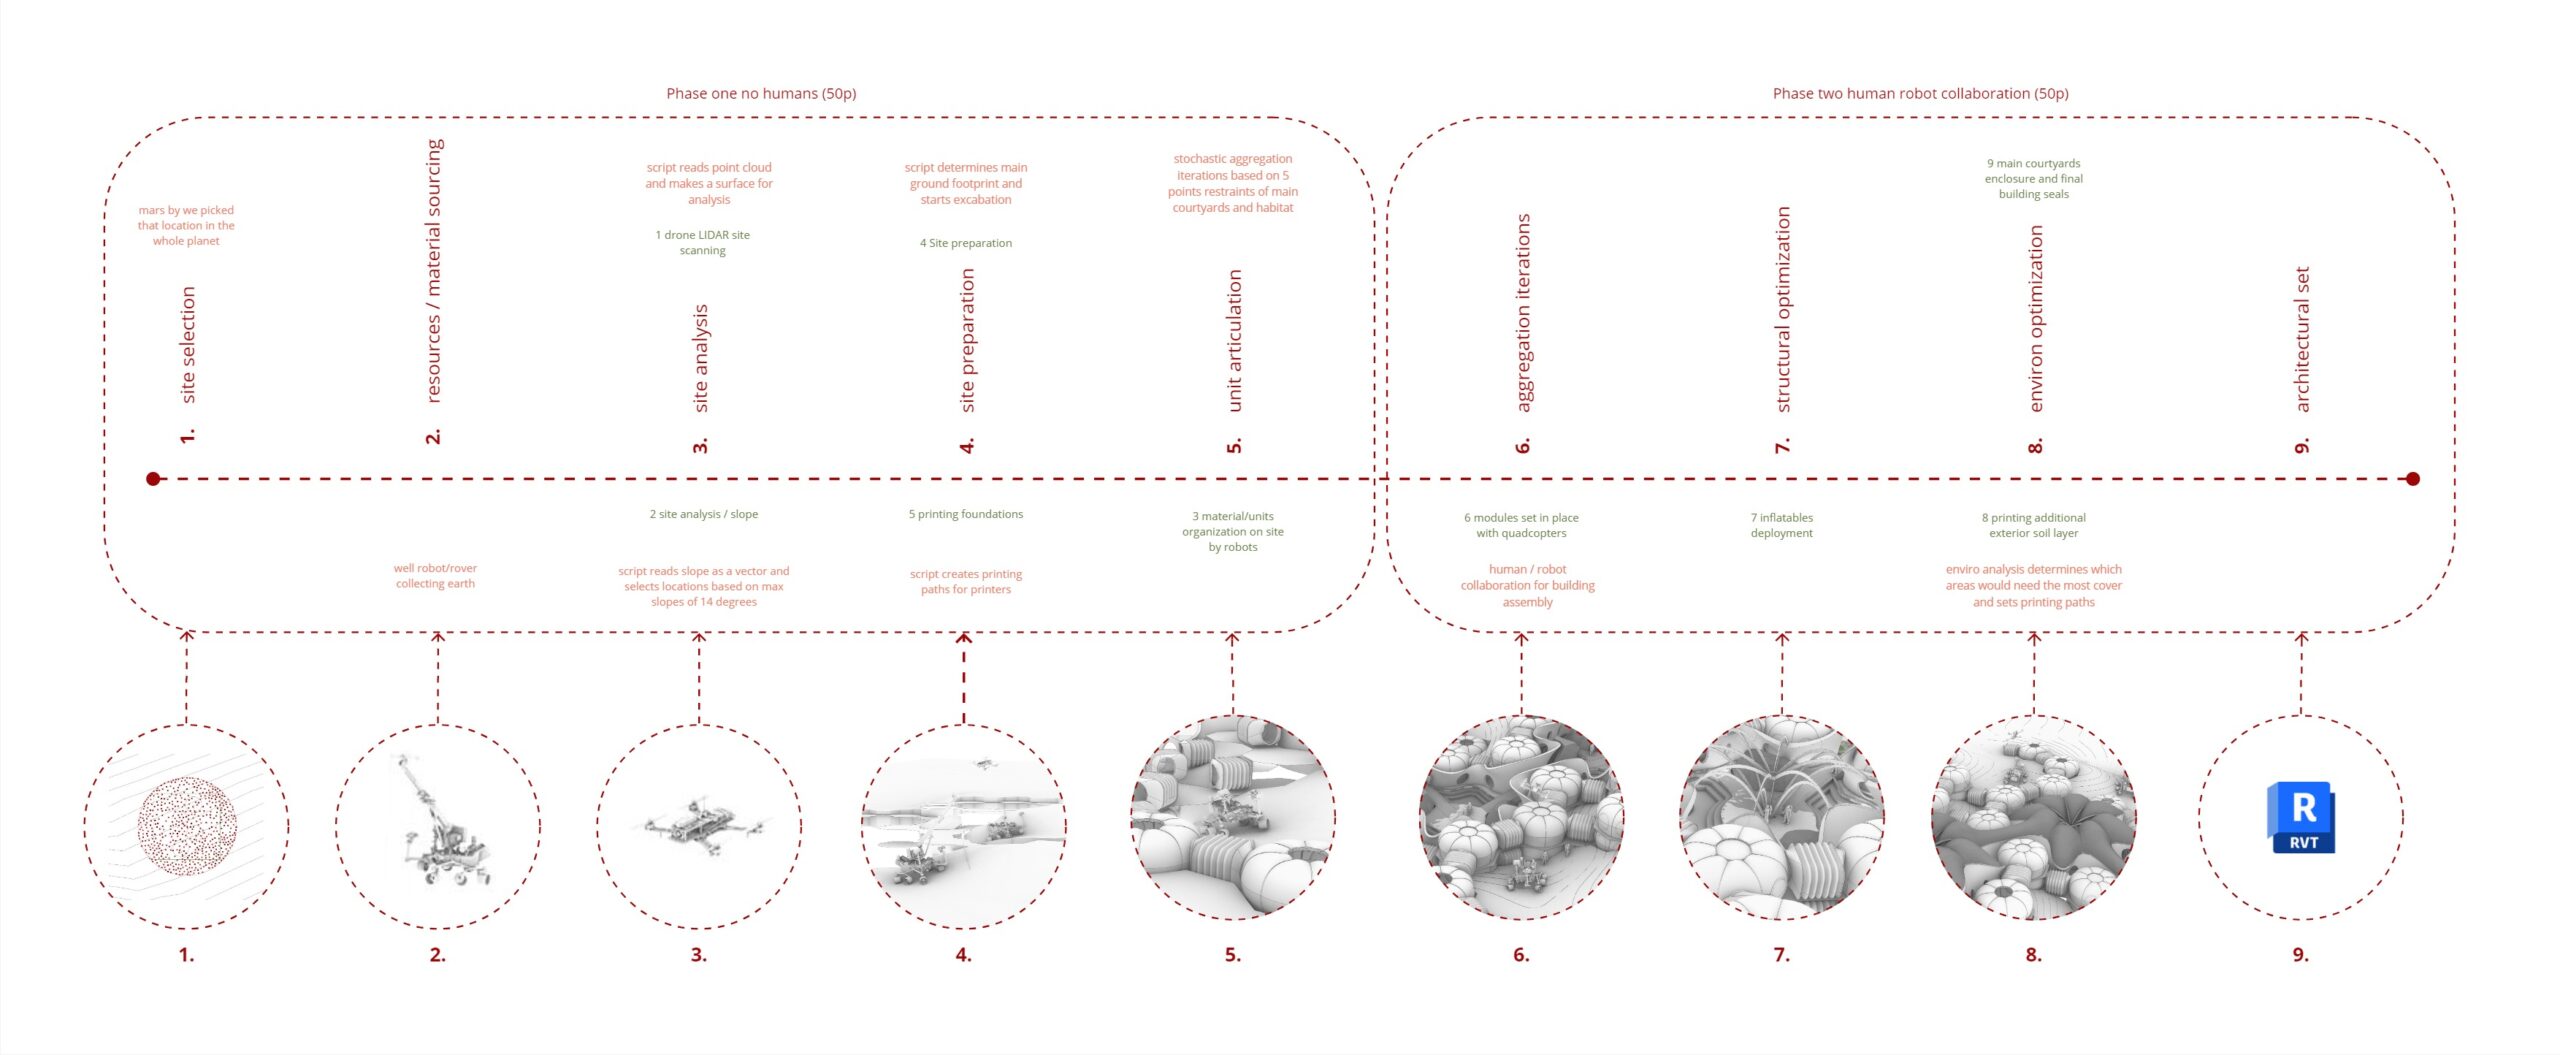 Phase one no humans (50p)
mars by we picked
that location in the
whole planet
1. site selection
2. resources / material sourcing
well robot/rover
collecting earth
script reads point cloud
and makes a surface for
analysis
1 drone LIDAR site
scanning
3. site analysis
2 site analysis / slope
script reads slope as a vector and
selects locations based on max
slopes of 14 degrees
script determines main
ground footprint and
starts excabation
4 Site preparation
4. site preparation
5 printing foundations
script creates printing
paths for printers
stochastic aggregation
iterations based on 5
points restraints of main
courtyards and habitat
5. unit articulation
3 material/units
organization on site
by robots
Phase two human robot collaboration (50p)
6. aggregation iterations
6 modules set in place
with quadcopters
human / robot
collaboration for building
assembly
7. structural optimization
7 inflatables
deployment
9 main courtyards
enclosure and final
building seals
8. environ optimization
8 printing additional
exterior soil layer
enviro analysis determines which
areas would need the most cover
and sets printing paths
9. architectural set
R
RVT
1.
2.
3.
4.
5.
6.
7.
8.
9.